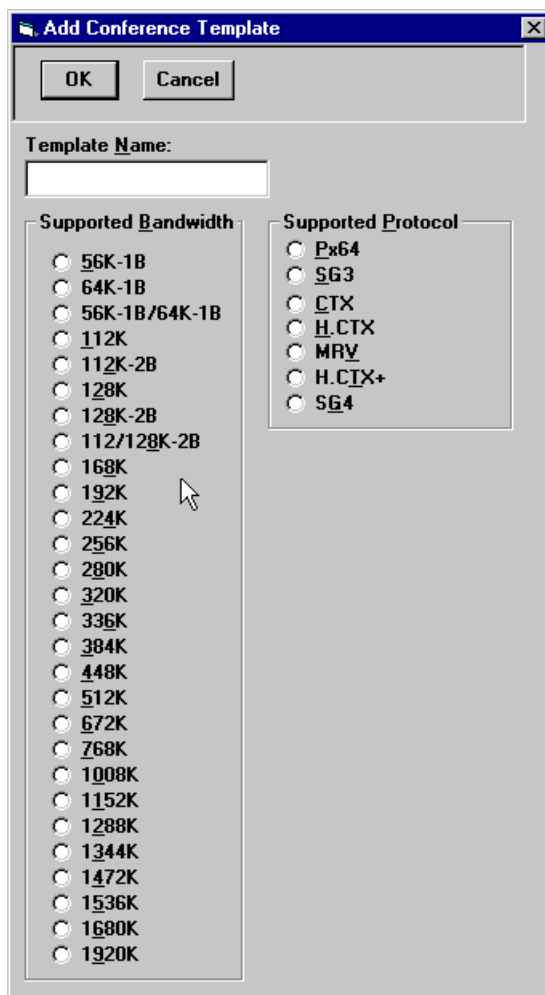 Add Conference Template
OK
Cancel
Template Name:
Supported Bandwidth
56K-1B
64K-1B
56K-1B/64K-1B
112K
112K-2B
128K
128K-2B
112/128K-2B
168K
192K
224K
256K
280K
320K
336K
384K
448K
512K
672K
768K
1008K
1152K
1288K
1344K
1472K
1536K
1680K
1920K
Supported Protocol
Px64
SG3
CTX
H.CTX
MRV
H.CTX+
SG4